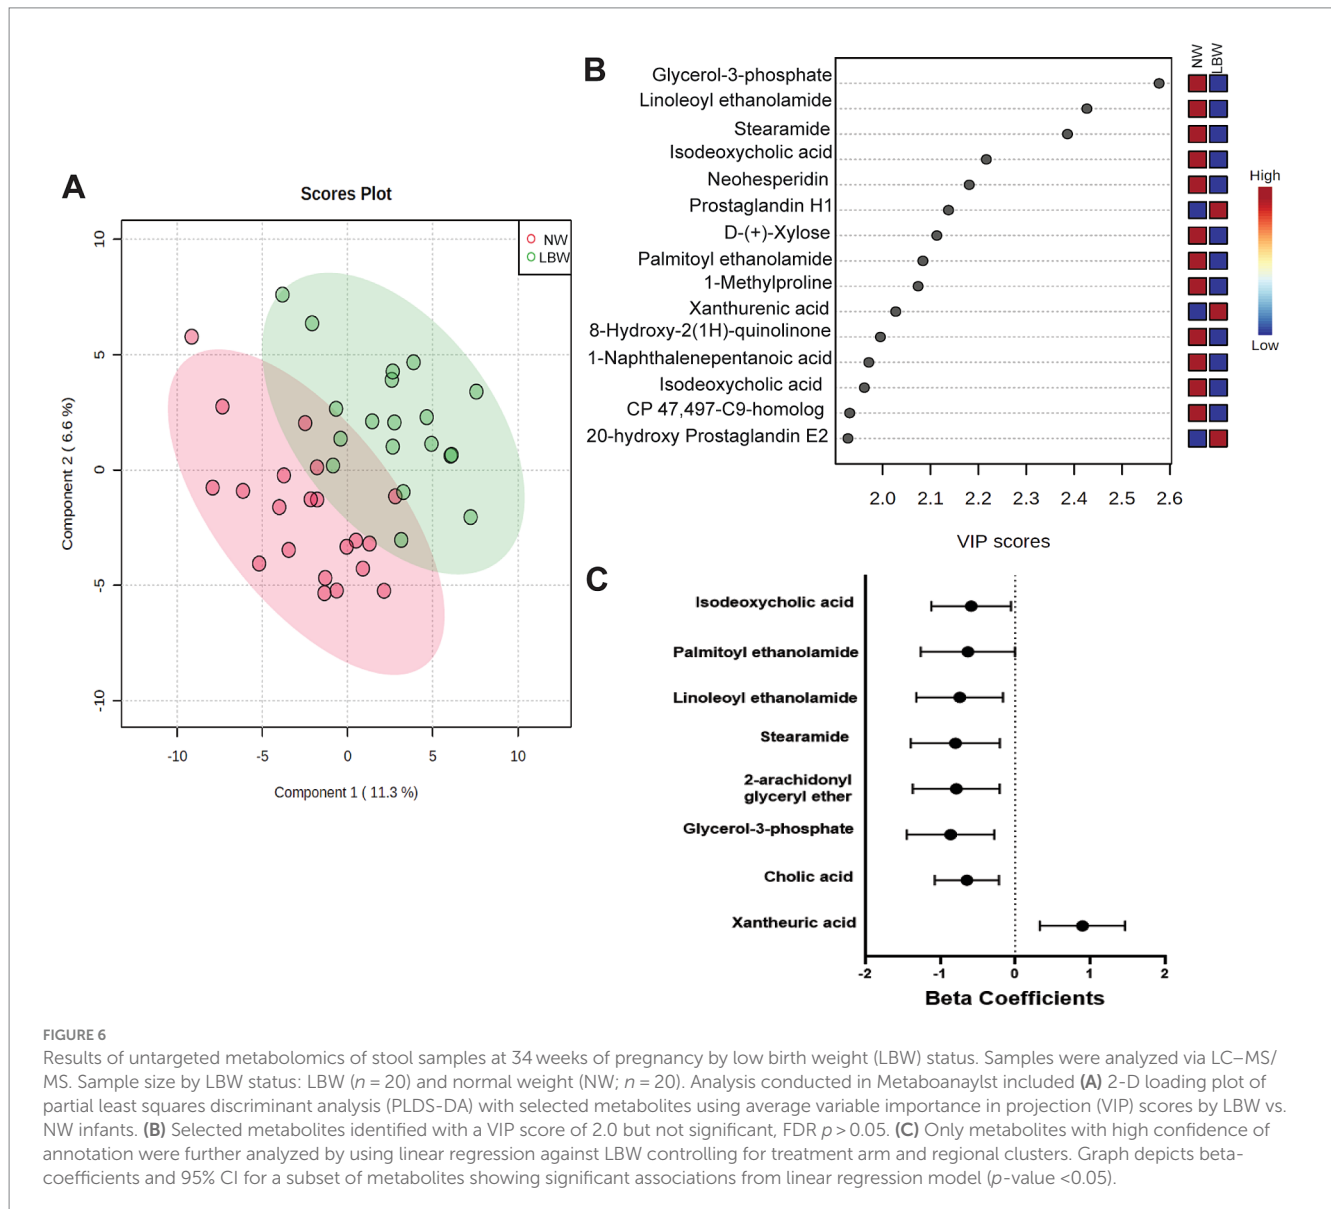 A
Scores Plot
NW
LBW
10
5
0
-5
-10
Component 2 ( 6.6 %)
-10
-5
0
5
10
Component 1 ( 11.3 %)
B
NW
LBW
Glycerol-3-phosphate
Linoleoyl ethanolamide
Stearamide
Isodeoxycholic acid
Neohesperidin
Prostaglandin H1
D-(+)-Xylose
Palmitoyl ethanolamide
1-Methylproline
Xanthurenic acid
8-Hydroxy-2(1H)-quinolinone
1-Naphthalenepentanoic acid
Isodeoxycholic acid
CP 47,497-C9-homolog
20-hydroxy Prostaglandin E2
2.0
2.1
2.2
2.3
2.4
2.5
2.6
VIP scores
High
Low
C
Isodeoxycholic acid
Palmitoyl ethanolamide
Linoleoyl ethanolamide
Stearamide
2-arachidonyl
glyceryl ether
Glycerol-3-phosphate
Cholic acid
Xantheuric acid
-2
-1
0
1
2
Beta Coefficients
FIGURE 6
Results of untargeted metabolomics of stool samples at 34 weeks of pregnancy by low birth weight (LBW) status. Samples were analyzed via LC–MS/
MS. Sample size by LBW status: LBW (n = 20) and normal weight (NW; n = 20). Analysis conducted in Metaboanaylst included (A) 2-D loading plot of
partial least squares discriminant analysis (PLDS-DA) with selected metabolites using average variable importance in projection (VIP) scores by LBW vs.
NW infants. (B) Selected metabolites identified with a VIP score of 2.0 but not significant, FDR p > 0.05. (C) Only metabolites with high confidence of
annotation were further analyzed by using linear regression against LBW controlling for treatment arm and regional clusters. Graph depicts beta-
coefficients and 95% CI for a subset of metabolites showing significant associations from linear regression model (p-value <0.05).